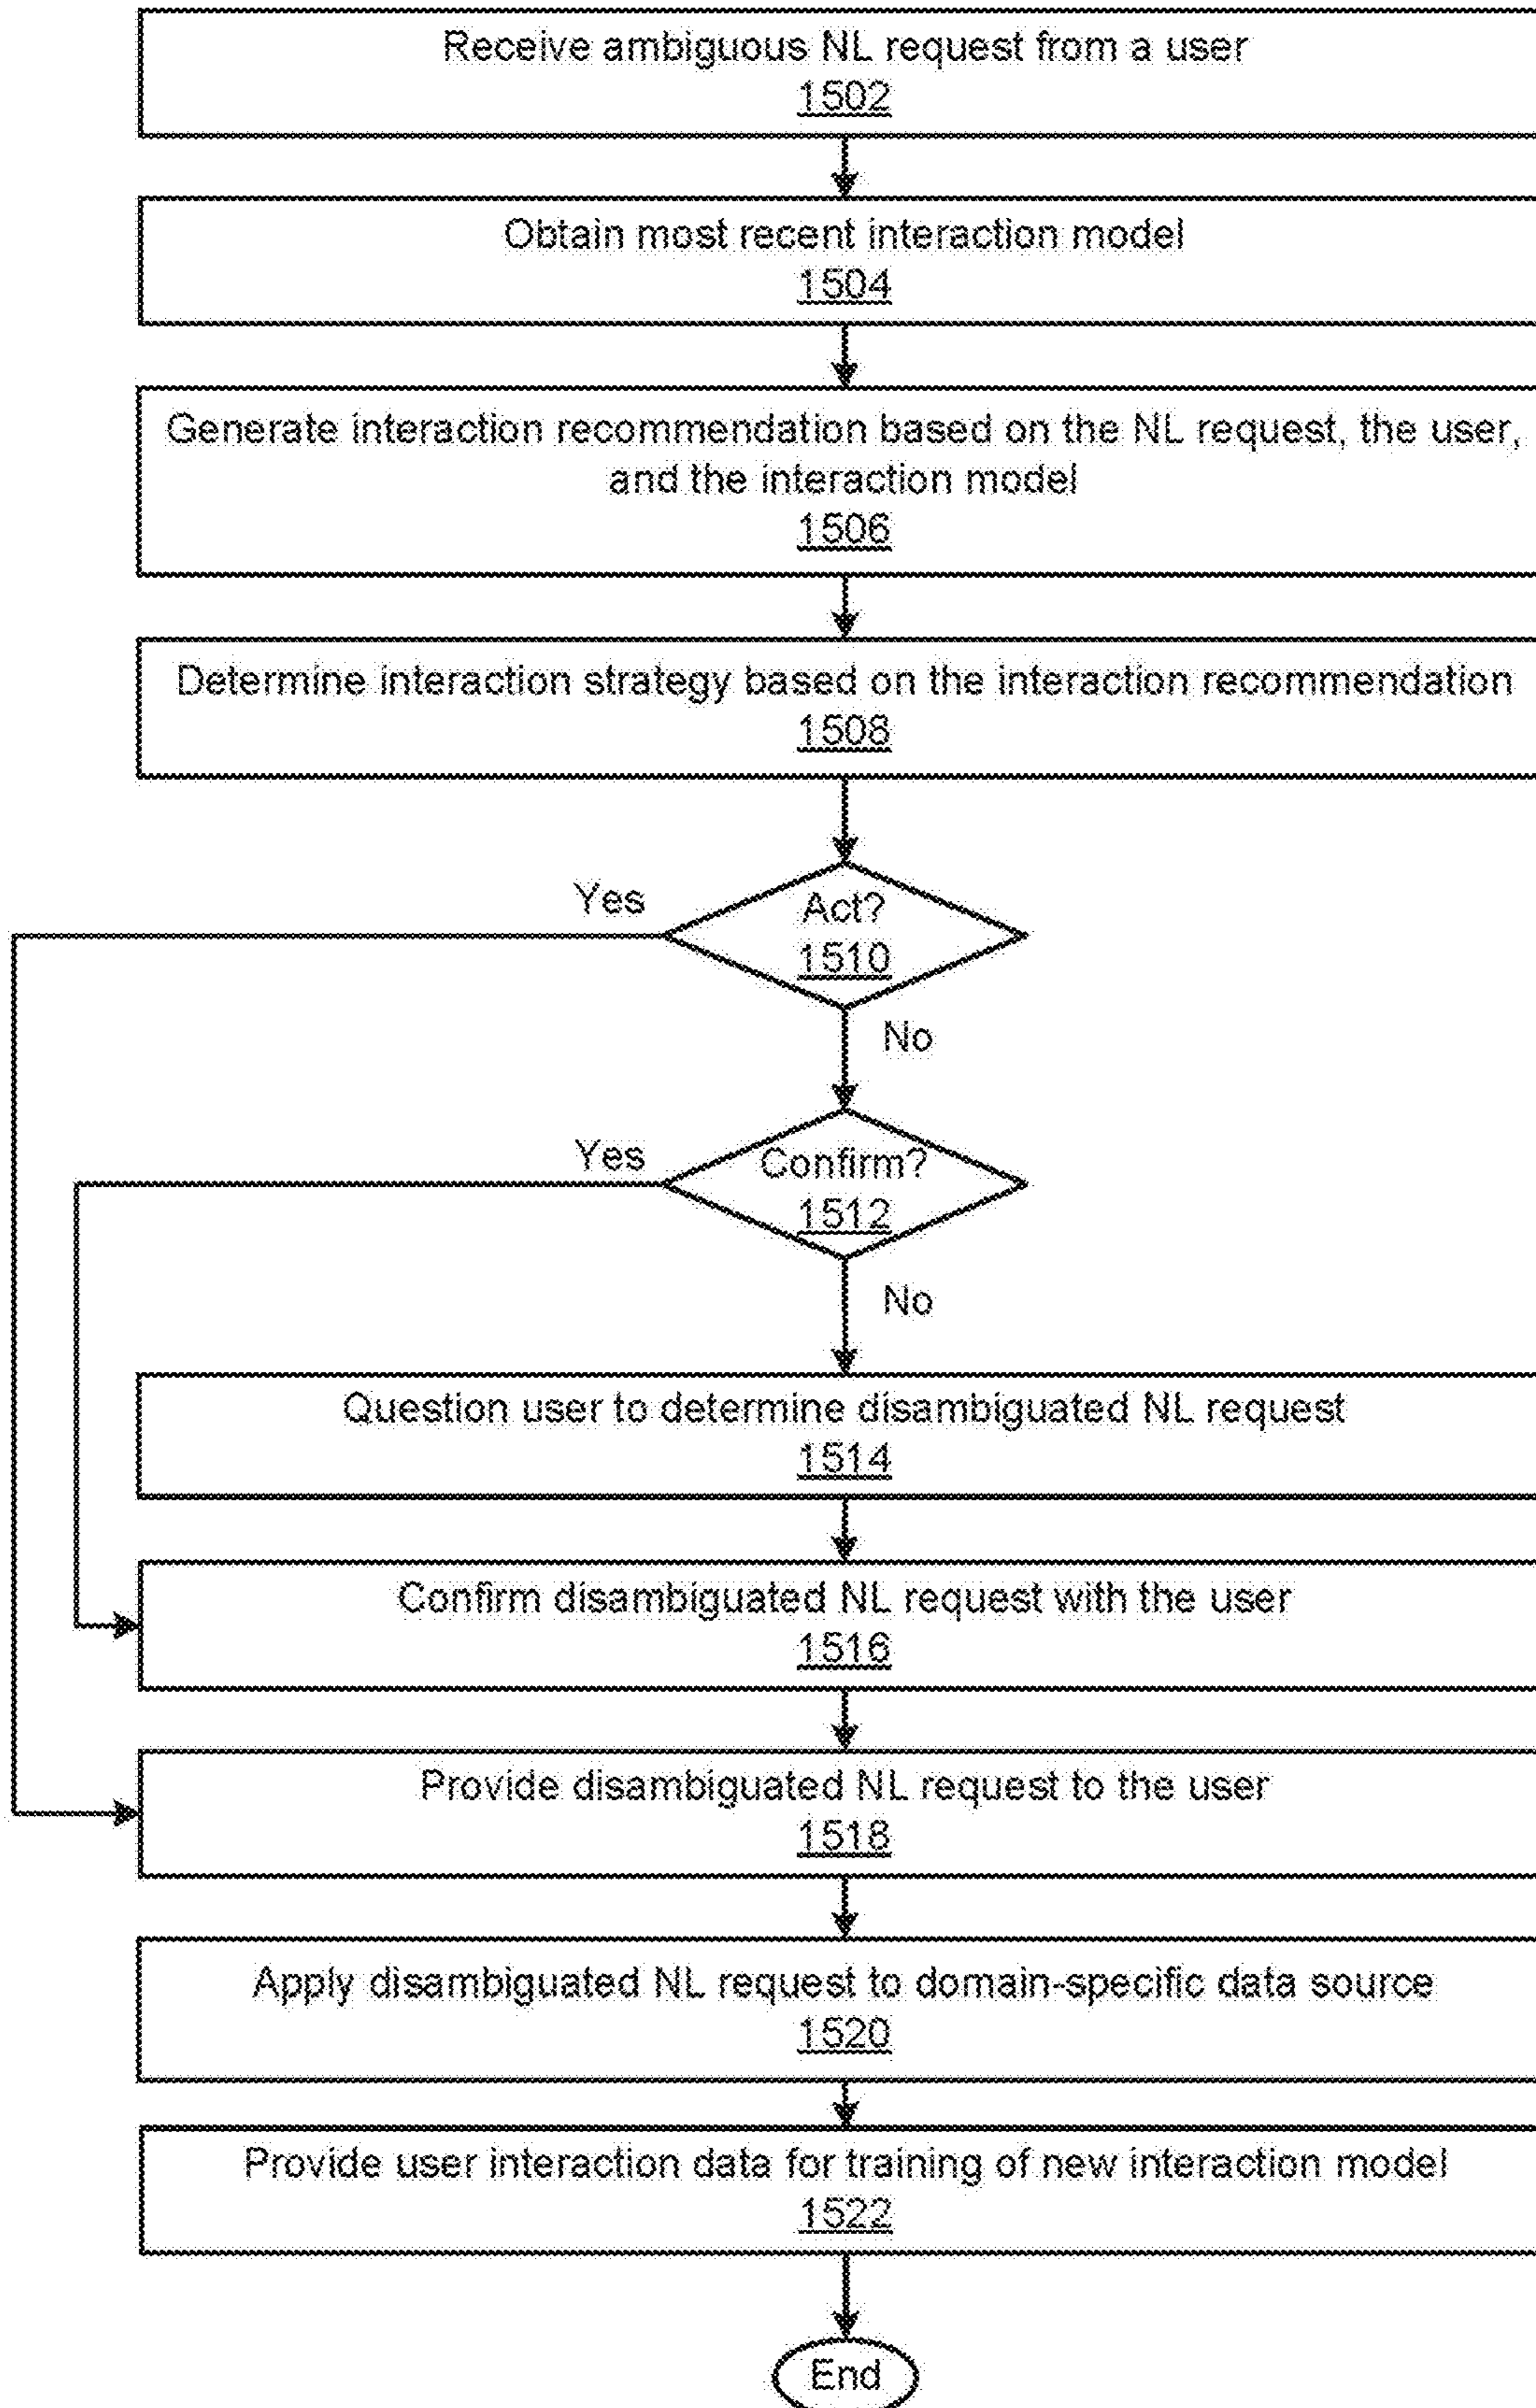 Receive ambiguous NL request from a user
1502
Obtain most recent interaction model
1504
Generate interaction recommendation based on the NL request, the user,
and the interaction model
1506
Determine interaction strategy based on the interaction recommendation
1508
Yes
Act?
1510
No
Yes
Confirm?
1512
No
Question user to determine disambiguated NL request
1514
Confirm disambiguated NL request with the user
1516
Provide disambiguated NL request to the user
1518
Apply disambiguated NL request to domain-specific data source
1520
Provide user interaction data for training of new interaction model
1522
End